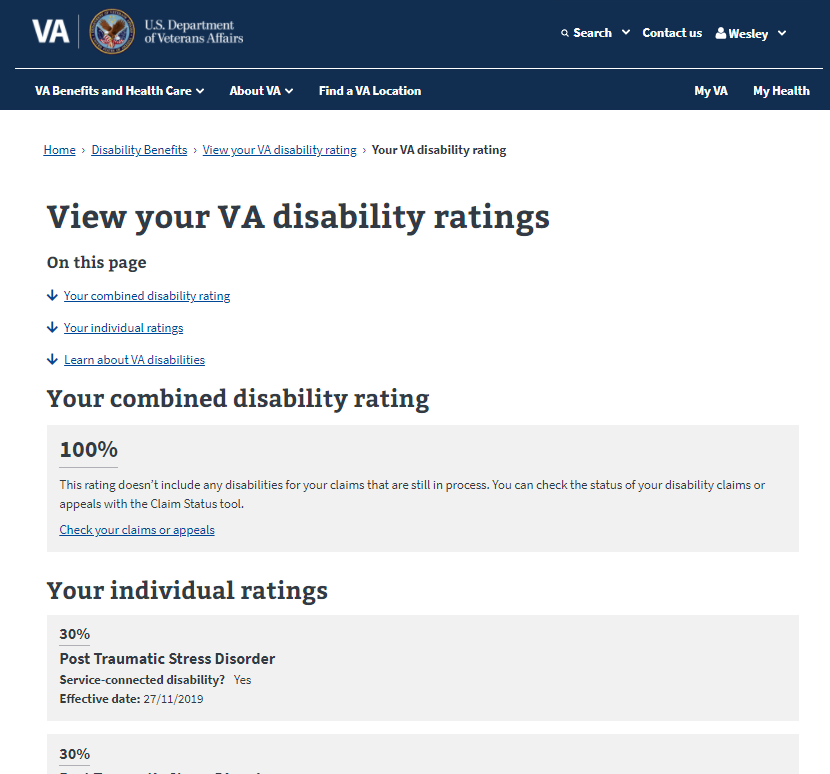 VA
U.S. Department
of Veterans Affairs
Search
Contact us
Wesley
VA Benefits and Health Care
About VA
Find a VA Location
My VA
My Health
Home › Disability Benefits › View your VA disability rating › Your VA disability rating
View your VA disability ratings
On this page
Your combined disability rating
Your individual ratings
Learn about VA disabilities
Your combined disability rating
100%
This rating doesn't include any disabilities for your claims that are still in process. You can check the status of your disability claims or
appeals with the Claim Status tool.
Check your claims or appeals
Your individual ratings
30%
Post Traumatic Stress Disorder
Service-connected disability? Yes
Effective date: 27/11/2019
30%